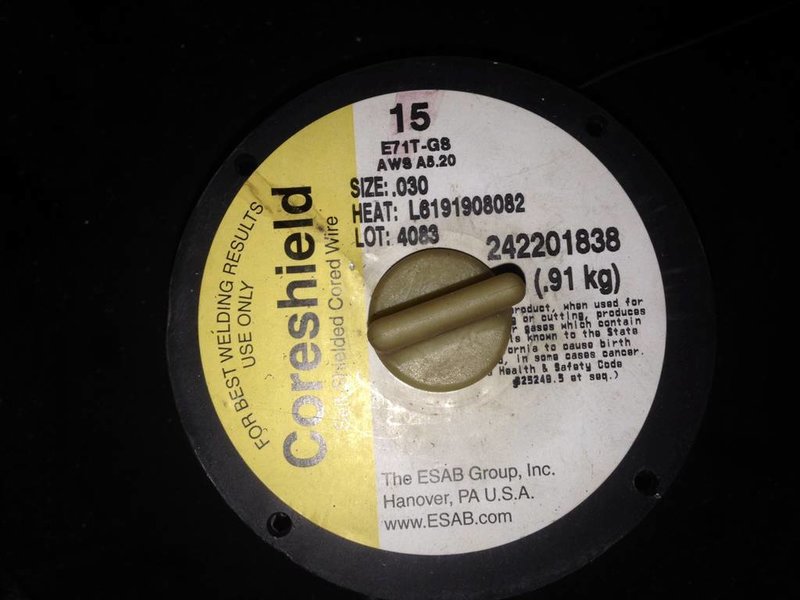 15
E71T-GS
AWS A5.20
SIZE: .030
HEAT: L6191908082
LOT: 4083
242201838
(.91 kg)
product, when used for
or cutting, produces
gases which contain
known to the State
to cause birth
in some cases cancer.
Health & Safety Code
25249.5 et seq.)
FOR BEST WELDING RESULTS
USE ONLY
Coreshield
Shielded Cored Wire
The ESAB Group, Inc.
Hanover, PA U.S.A.
www.ESAB.com